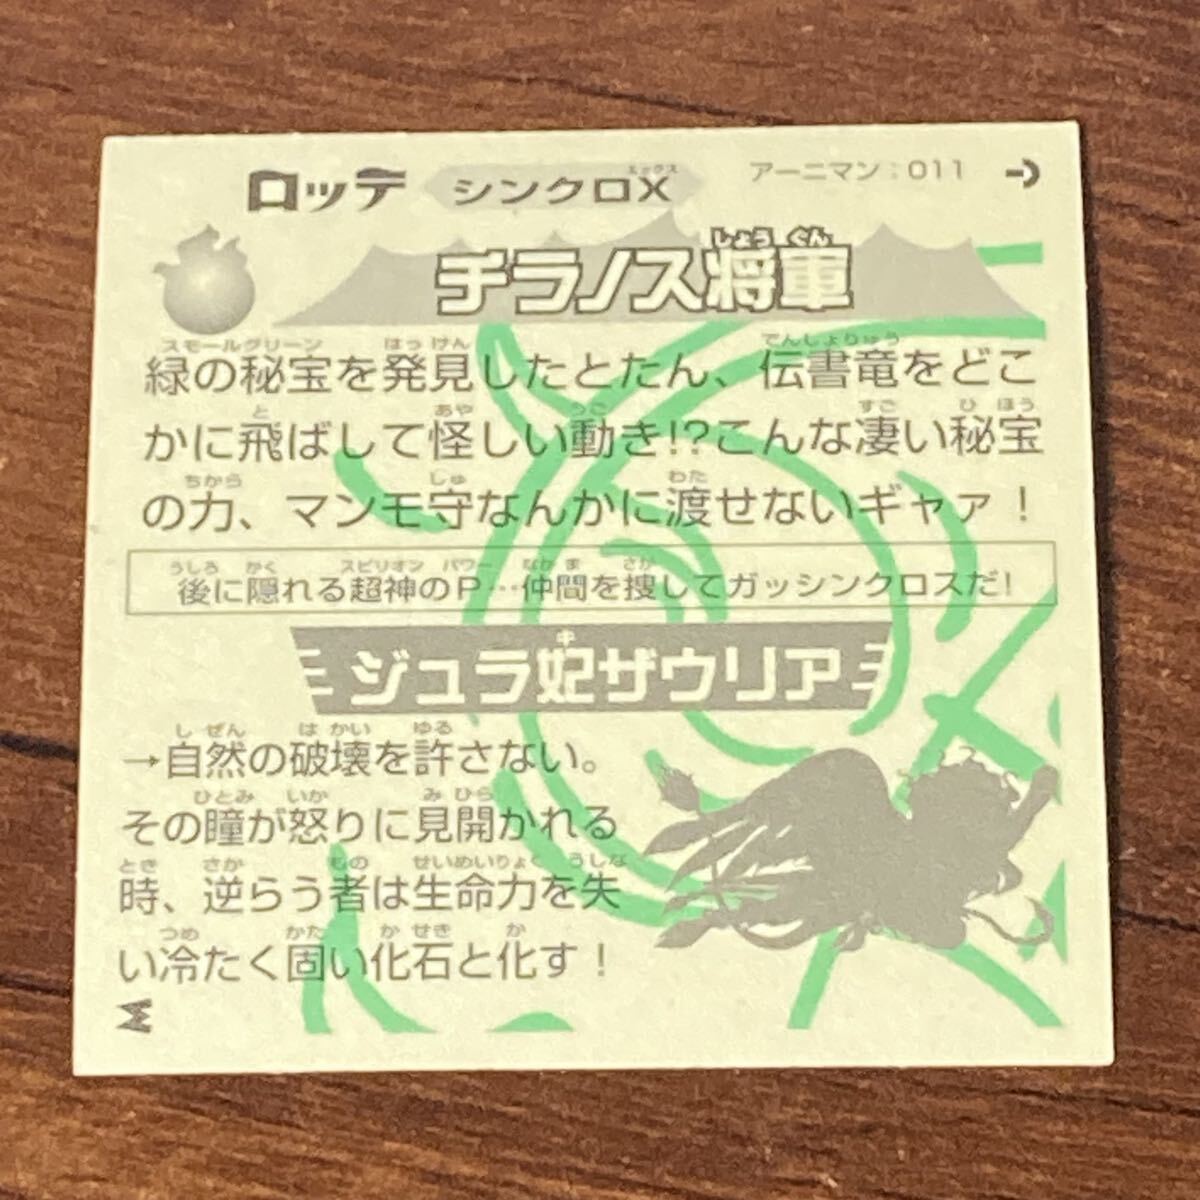 ロッテ シンクロX アーニマン:011
チラノス将軍
緑の秘宝を発見したとたん、伝書竜をどこ
かに飛ばして怪しい動き!?こんな凄い秘宝
の力、マンモ守なんかに渡せないギャァ!
後に隠れる超神のP…仲間を捜してガッシンクロスだ!
ジュラ妃ザウリア
→自然の破壊を許さない。
その瞳が怒りに見開かれる
時、逆らう者は生命力を失
い冷たく固い化石と化す!
M